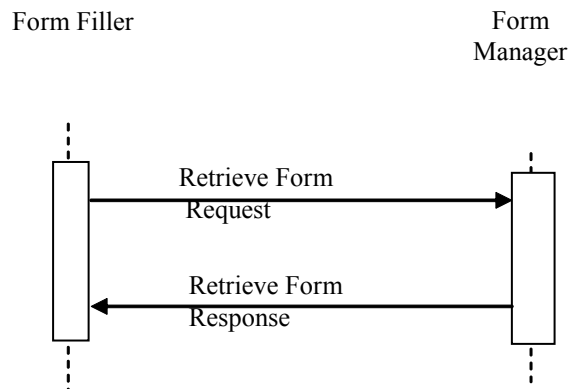 Form Filler
Form
Manager
Retrieve Form
Request
Retrieve Form
Response